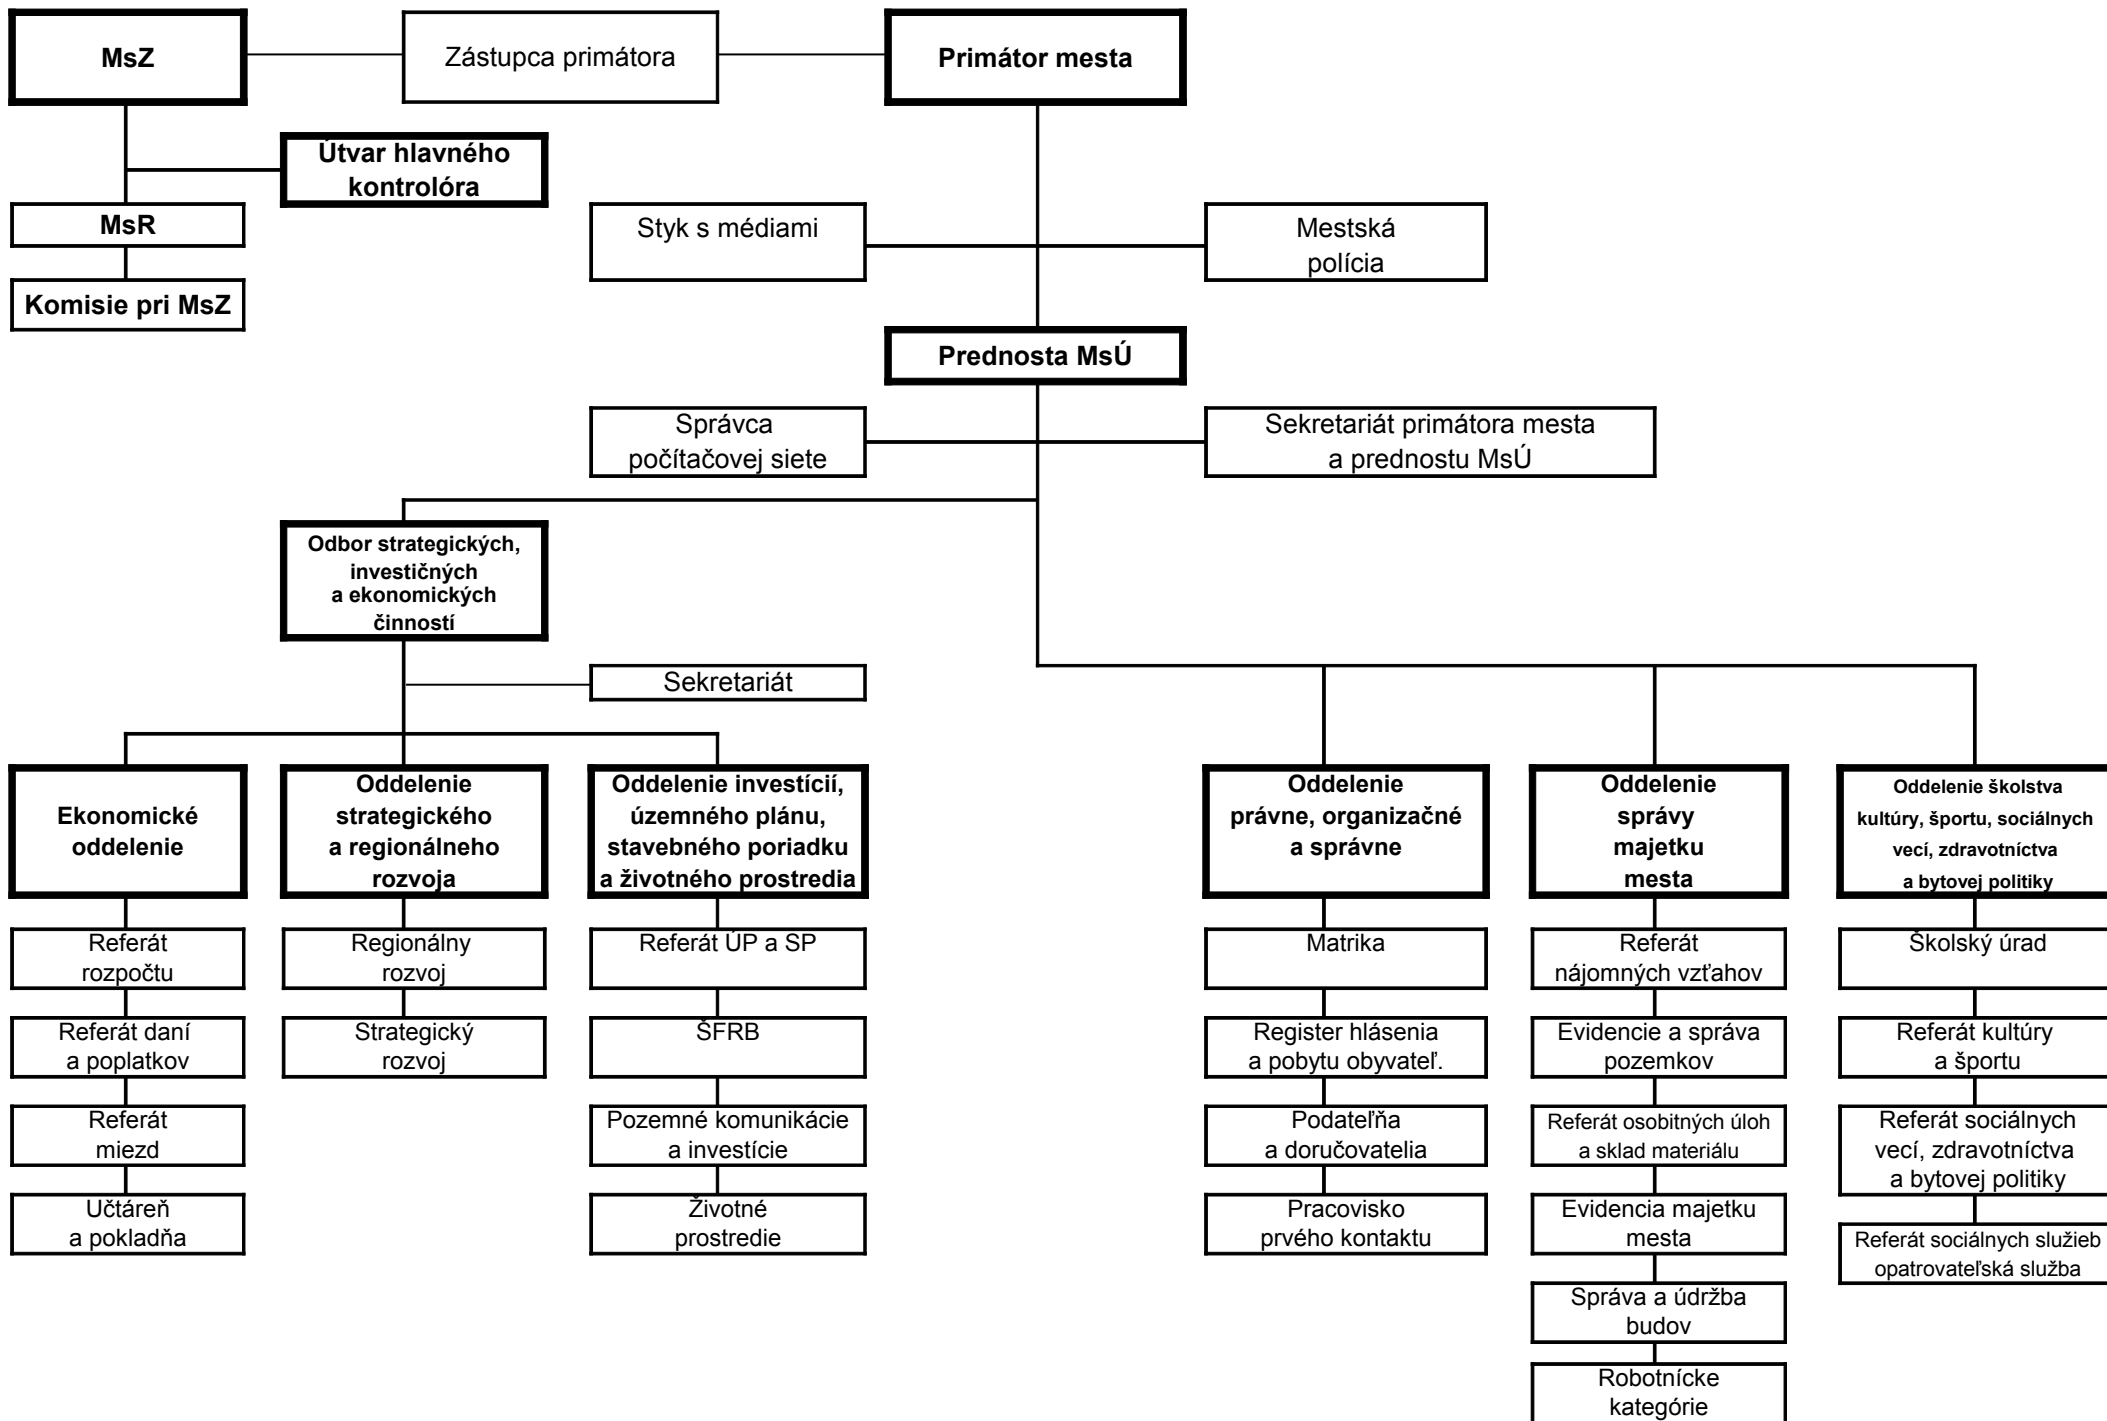 MsZ
Zástupca primátora
Primátor mesta
Útvar hlavného
kontrolóra
MsR
Styk s médiami
Mestská
polícia
Komisie pri MsZ
Prednosta MsÚ
Správca
počítačovej siete
Sekretariát primátora mesta
a prednostu MsÚ
Odbor strategických,
investičných
a ekonomických
činností
Sekretariát
Ekonomické
oddelenie
Oddelenie
strategického
a regionálneho
rozvoja
Oddelenie investícií,
územného plánu,
stavebného poriadku
a životného prostredia
Oddelenie
právne, organizačné
a správne
Oddelenie
správy
majetku
mesta
Oddelenie školstva
kultúry, športu, sociálnych
vecí, zdravotníctva
a bytovej politiky
Referát
rozpočtu
Regionálny
rozvoj
Referát ÚP a SP
Matrika
Referát
nájomných vzťahov
Školský úrad
Referát daní
a poplatkov
Strategický
rozvoj
ŠFRB
Register hlásenia
a pobytu obyvateľ.
Evidencie a správa
pozemkov
Referát kultúry
a športu
Referát
miezd
Pozemné komunikácie
a investície
Podateľňa
a doručovatelia
Referát osobitných úloh
a sklad materiálu
Referát sociálnych
vecí, zdravotníctva
a bytovej politiky
Učtáreň
a pokladňa
Životné
prostredie
Pracovisko
prvého kontaktu
Evidencia majetku
mesta
Referát sociálnych služieb
opatrovateľská služba
Správa a údržba
budov
Robotnícke
kategórie